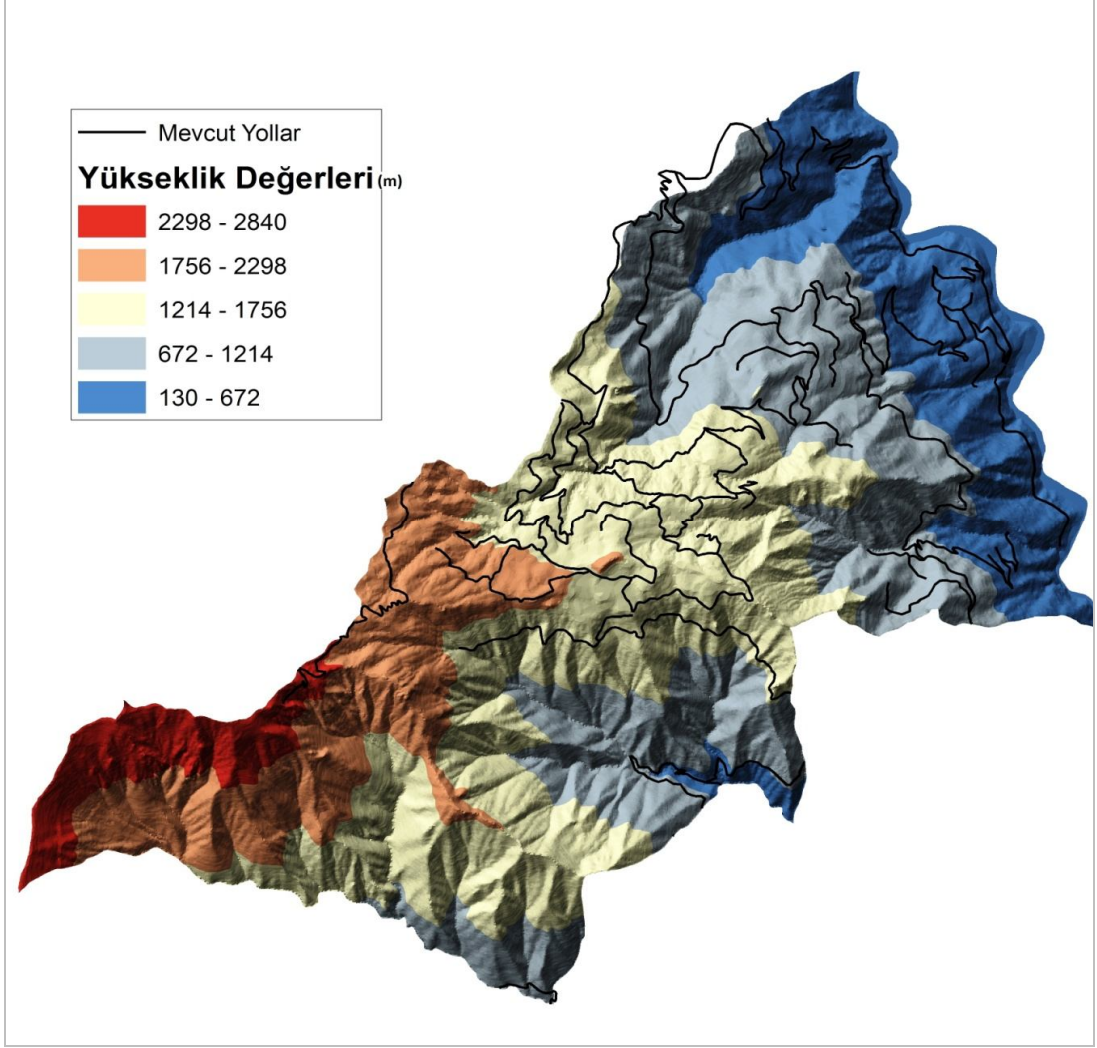 Mevcut Yollar
Yükseklik Değerleri (m)
2298 - 2840
1756 - 2298
1214 - 1756
672 - 1214
130 - 672